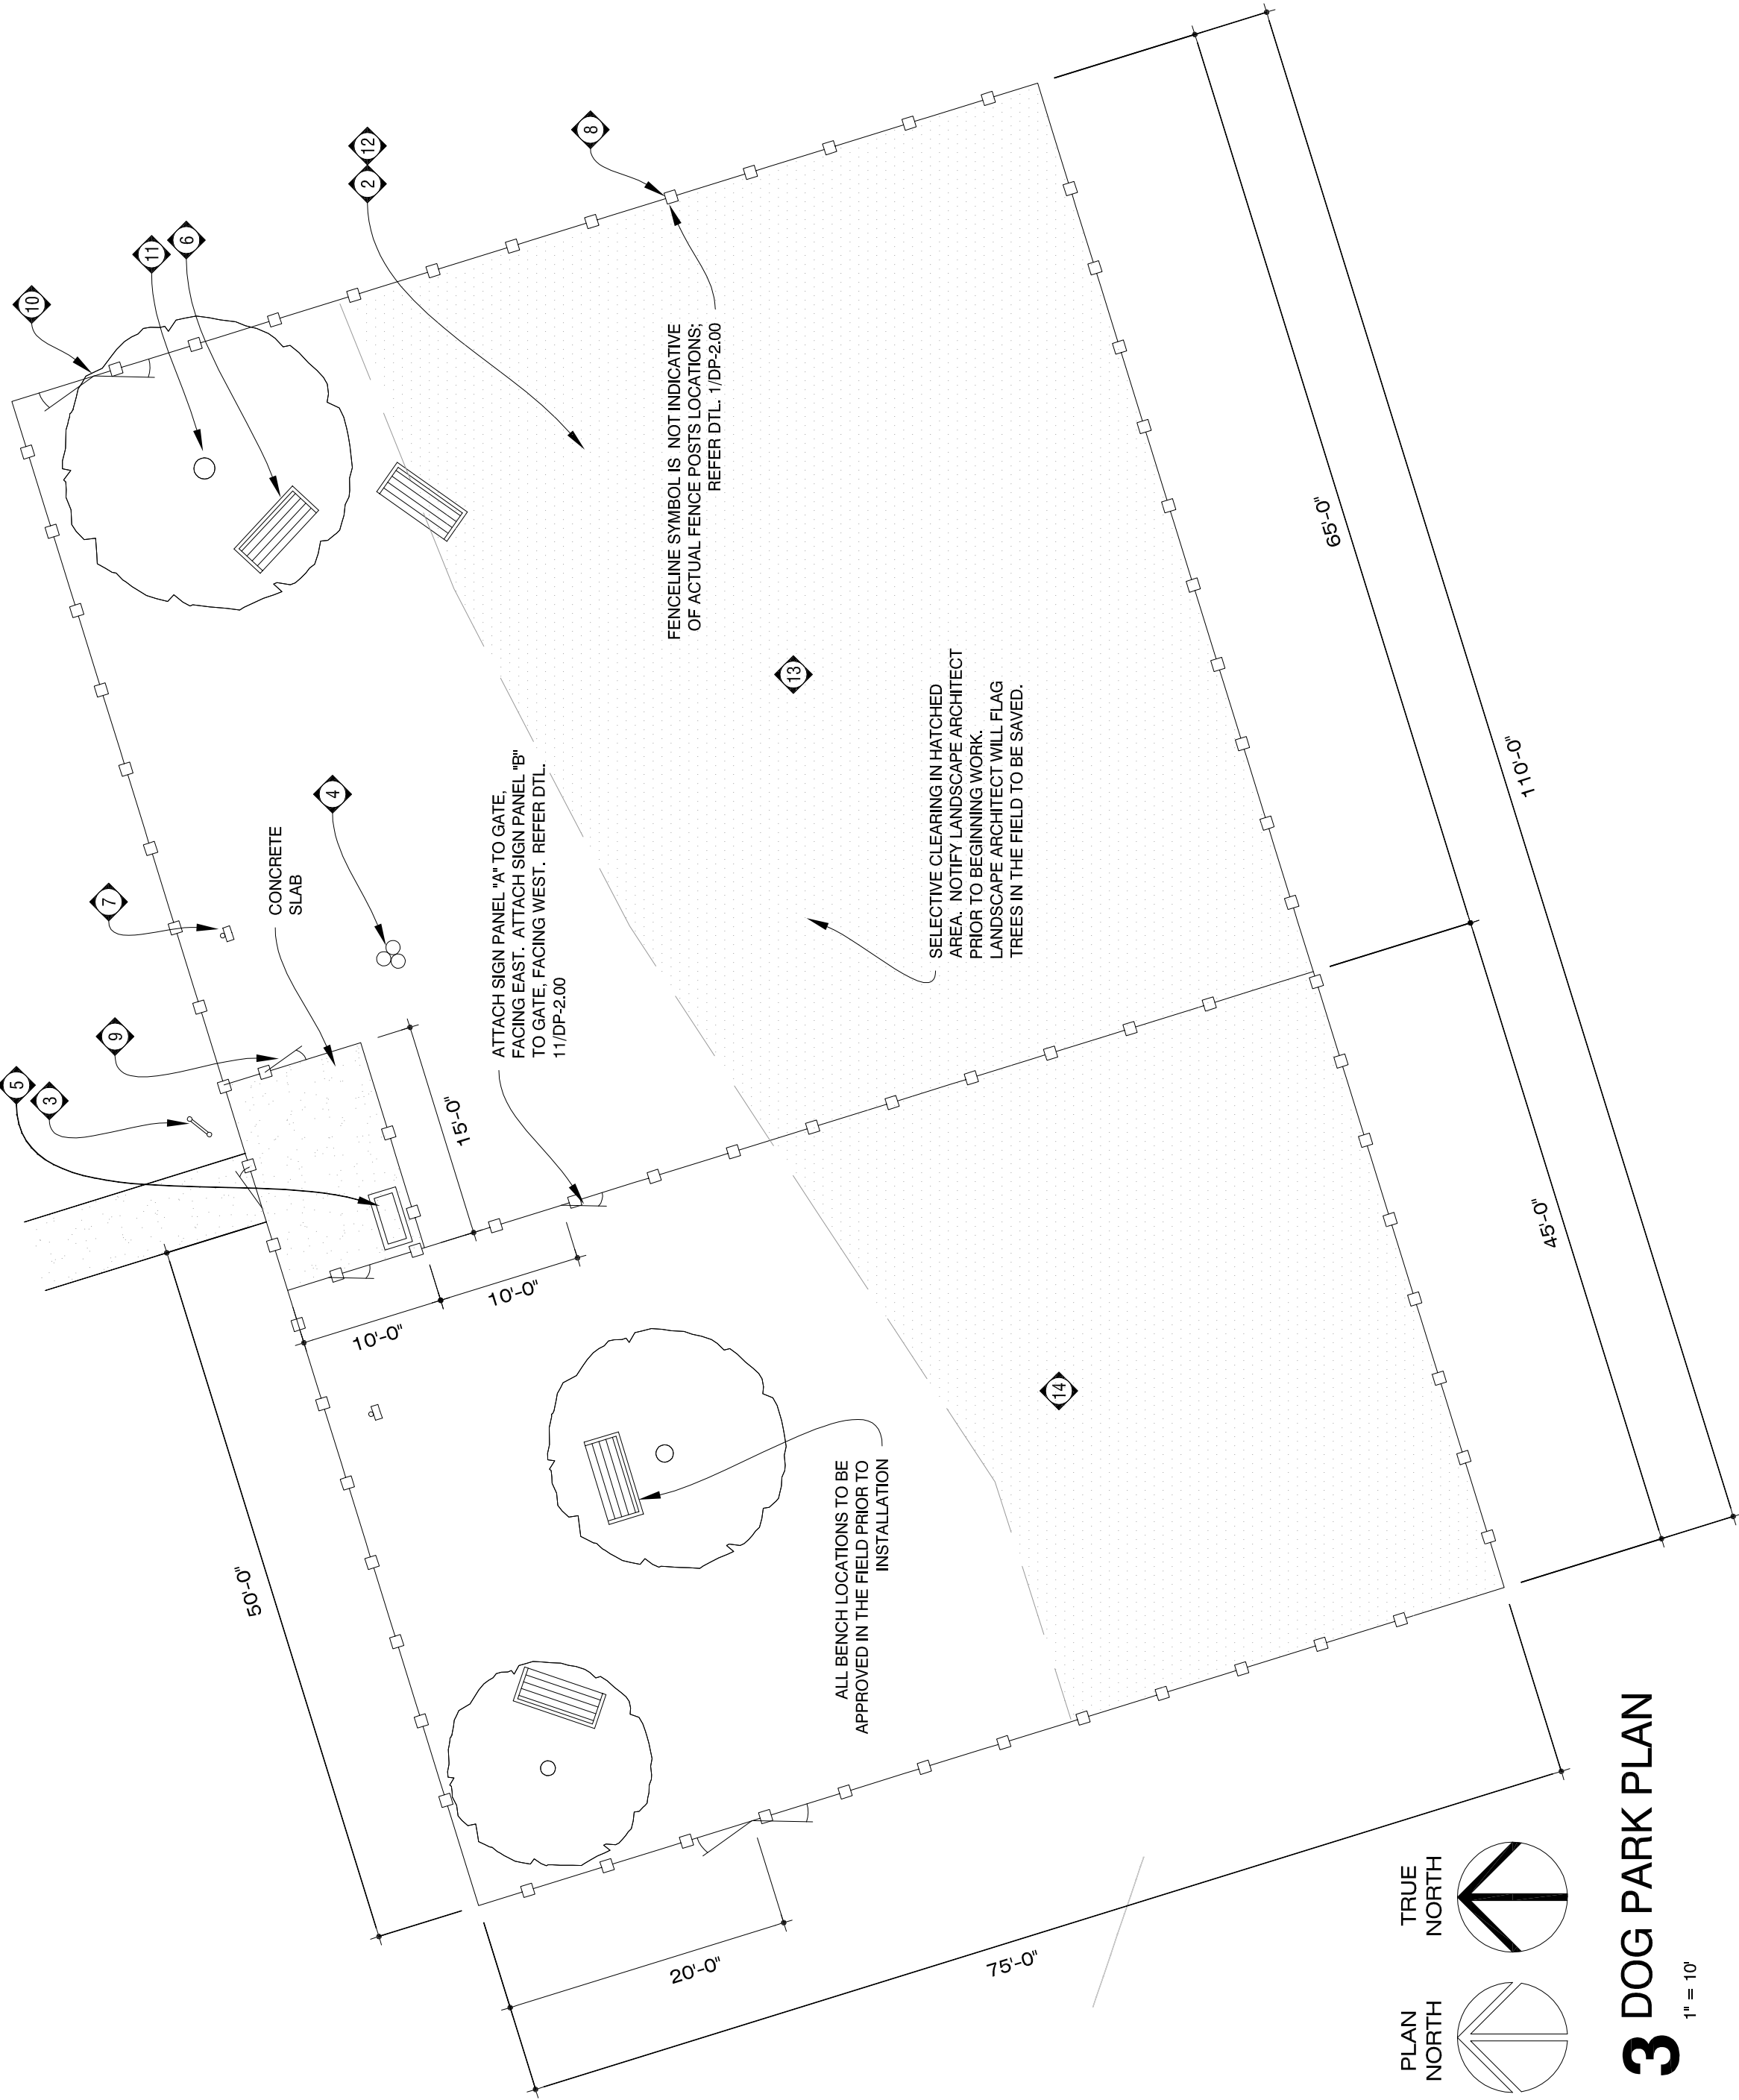 10
11
6
2
12
8
7
9
5
3
4
CONCRETE
SLAB
FENCELINE SYMBOL IS NOT INDICATIVE
OF ACTUAL FENCE POSTS LOCATIONS;
REFER DTL. 1/DP-2.00
ATTACH SIGN PANEL "A" TO GATE,
FACING EAST. ATTACH SIGN PANEL "B"
TO GATE, FACING WEST. REFER DTL.
11/DP-2.00
13
SELECTIVE CLEARING IN HATCHED
AREA. NOTIFY LANDSCAPE ARCHITECT
PRIOR TO BEGINNING WORK.
LANDSCAPE ARCHITECT WILL FLAG
TREES IN THE FIELD TO BE SAVED.
14
ALL BENCH LOCATIONS TO BE
APPROVED IN THE FIELD PRIOR TO
INSTALLATION
15'-0"
10'-0"
10'-0"
50'-0"
65'-0"
110'-0"
45'-0"
20'-0"
75'-0"
PLAN
NORTH
TRUE
NORTH
3 DOG PARK PLAN
1" = 10'